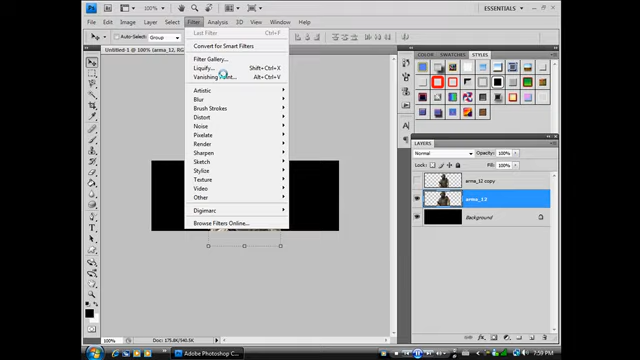 100%
ESSENTIALS
File Edit Image Layer Select Filter Analysis 3D View Window Help
Auto-Select: Group
Untitled-1 @ 100% (arma_12, RG
Last Filter Ctrl+F
Convert for Smart Filters
Filter Gallery...
Liquify... Shift+Ctrl+X
Vanishing Point... Alt+Ctrl+V
Artistic
Blur
Brush Strokes
Distort
Noise
Pixelate
Render
Sharpen
Sketch
Stylize
Texture
Video
Other
Digimarc
Browse Filters Online...
COLOR SWATCHES STYLES
LAYERS
Normal Opacity: 100%
Lock: Fill: 100%
arma_12 copy
arma_12
Background
100% Doc: 175.8K/540.5K
Adobe Photoshop C...
7:59 PM